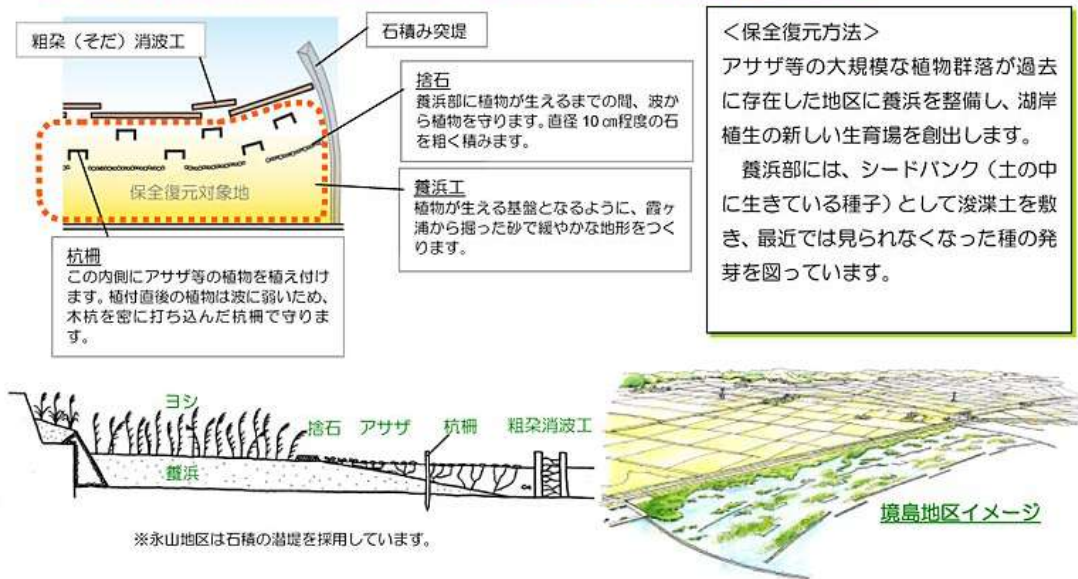 粗朶（そだ）消波工
石積み突堤
捨石
養浜部に植物が生えるまでの間、波か
ら植物を守ります。直径 10 ㎝程度の石
を粗く積みます。
養浜工
植物が生える基盤となるように、霞ヶ
浦から掘った砂で緩やかな地形をつく
ります。
保全復元対象地
杭柵
この内側にアサザ等の植物を植え付け
ます。植付直後の植物は波に弱いため、
木杭を密に打ち込んだ杭柵で守りま
す。
＜保全復元方法＞
アサザ等の大規模な植物群落が過去
に存在した地区に養浜を整備し、湖岸
植生の新しい生育場を創出します。
養浜部には、シードバンク（土の中
に生きている種子）として浚渫土を敷
き、最近では見られなくなった種の発
芽を図っています。
ヨシ
捨石 アサザ 杭柵 粗朶消波工
養浜
※永山地区は石積の潜堤を採用しています。
境島地区イメージ